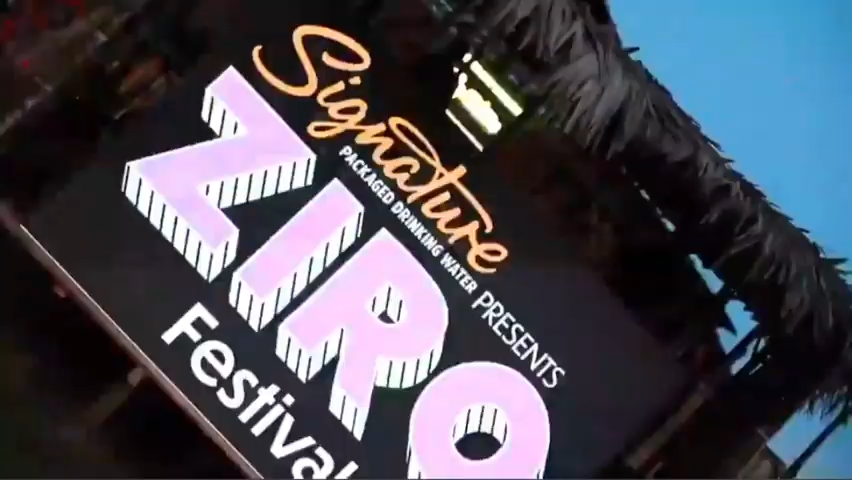 Signature
PACKAGED DRINKING WATER
PRESENTS
ZIRO
Festival